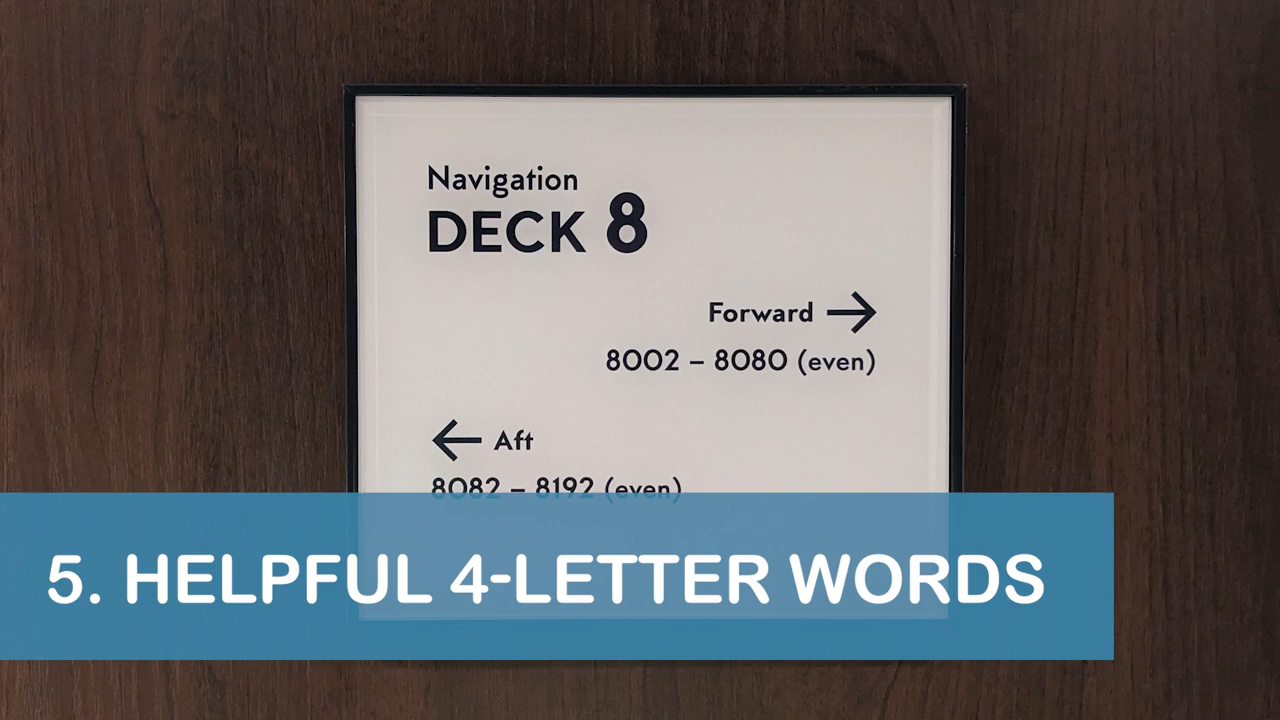 Navigation
DECK 8
Forward →
8002 – 8080 (even)
← Aft
8082 – 8192 (even)
5. HELPFUL 4-LETTER WORDS